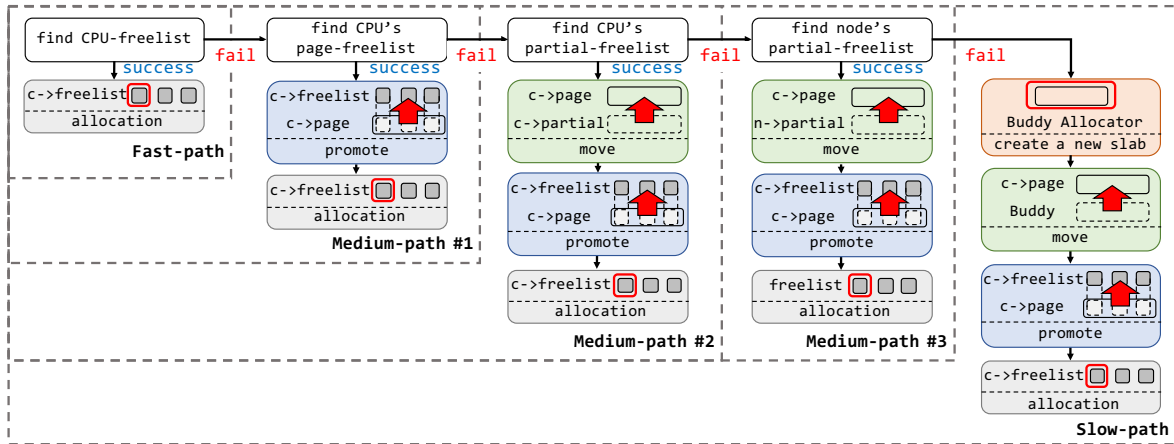 find CPU-freelist
success
fail
c->freelist
allocation
Fast-path
find CPU's
page-freelist
success
fail
c->freelist
c->page
promote
c->freelist
allocation
Medium-path #1
find CPU's
partial-freelist
success
fail
c->page
c->partial
move
c->freelist
c->page
promote
c->freelist
allocation
Medium-path #2
find node's
partial-freelist
success
fail
c->page
n->partial
move
c->freelist
c->page
promote
freelist
allocation
Medium-path #3
Buddy Allocator
create a new slab
c->page
Buddy
move
c->freelist
c->page
promote
c->freelist
allocation
Slow-path